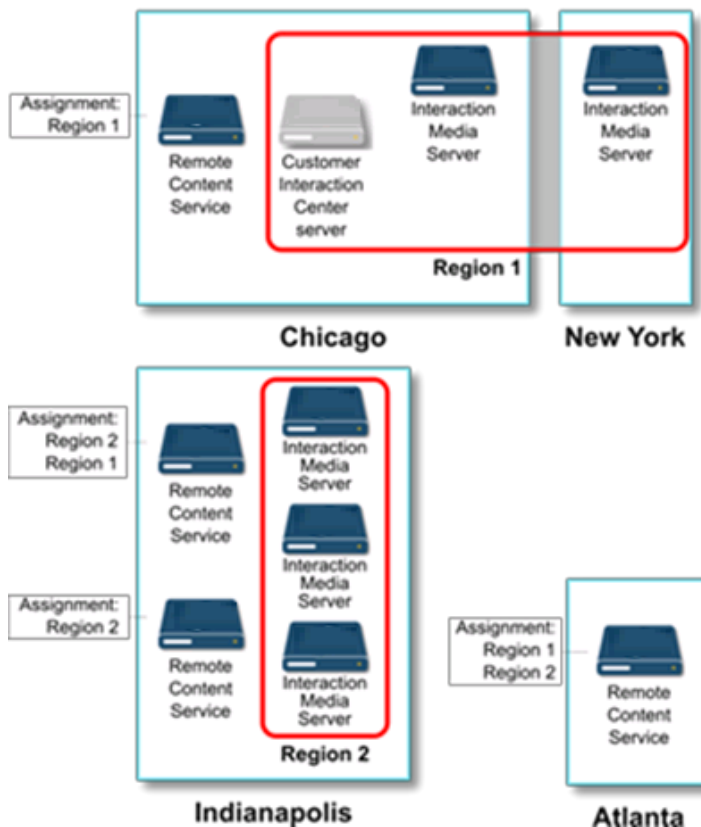 Assignment:
Region 1
Remote
Content
Service
Customer
Interaction
Center
server
Interaction
Media
Server
Interaction
Media
Server
Region 1
Chicago
New York
Assignment:
Region 2
Region 1
Remote
Content
Service
Interaction
Media
Server
Interaction
Media
Server
Assignment:
Region 2
Remote
Content
Service
Interaction
Media
Server
Region 2
Indianapolis
Assignment:
Region 1
Region 2
Remote
Content
Service
Atlanta